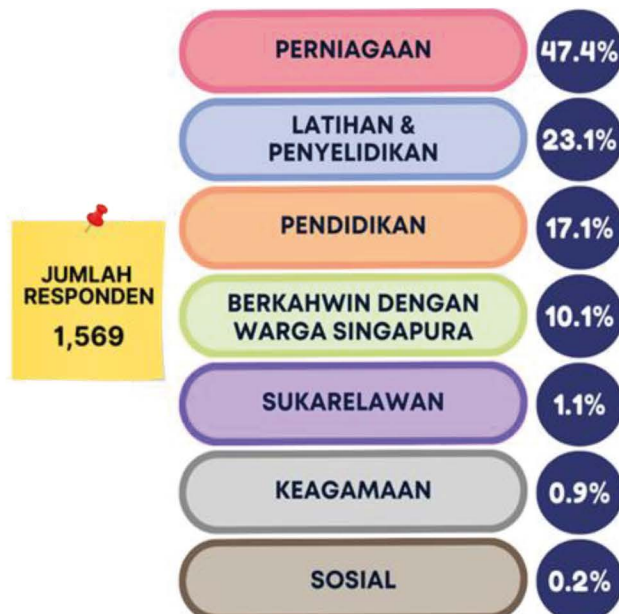 PERNIAGAAN 47.4%
LATIHAN &
PENYELIDIKAN 23.1%
PENDIDIKAN 17.1%
JUMLAH
RESPONDEN
1,569
BERKAHWIN DENGAN
WARGA SINGAPURA 10.1%
SUKARELAWAN 1.1%
KEAGAMAAN 0.9%
SOSIAL 0.2%